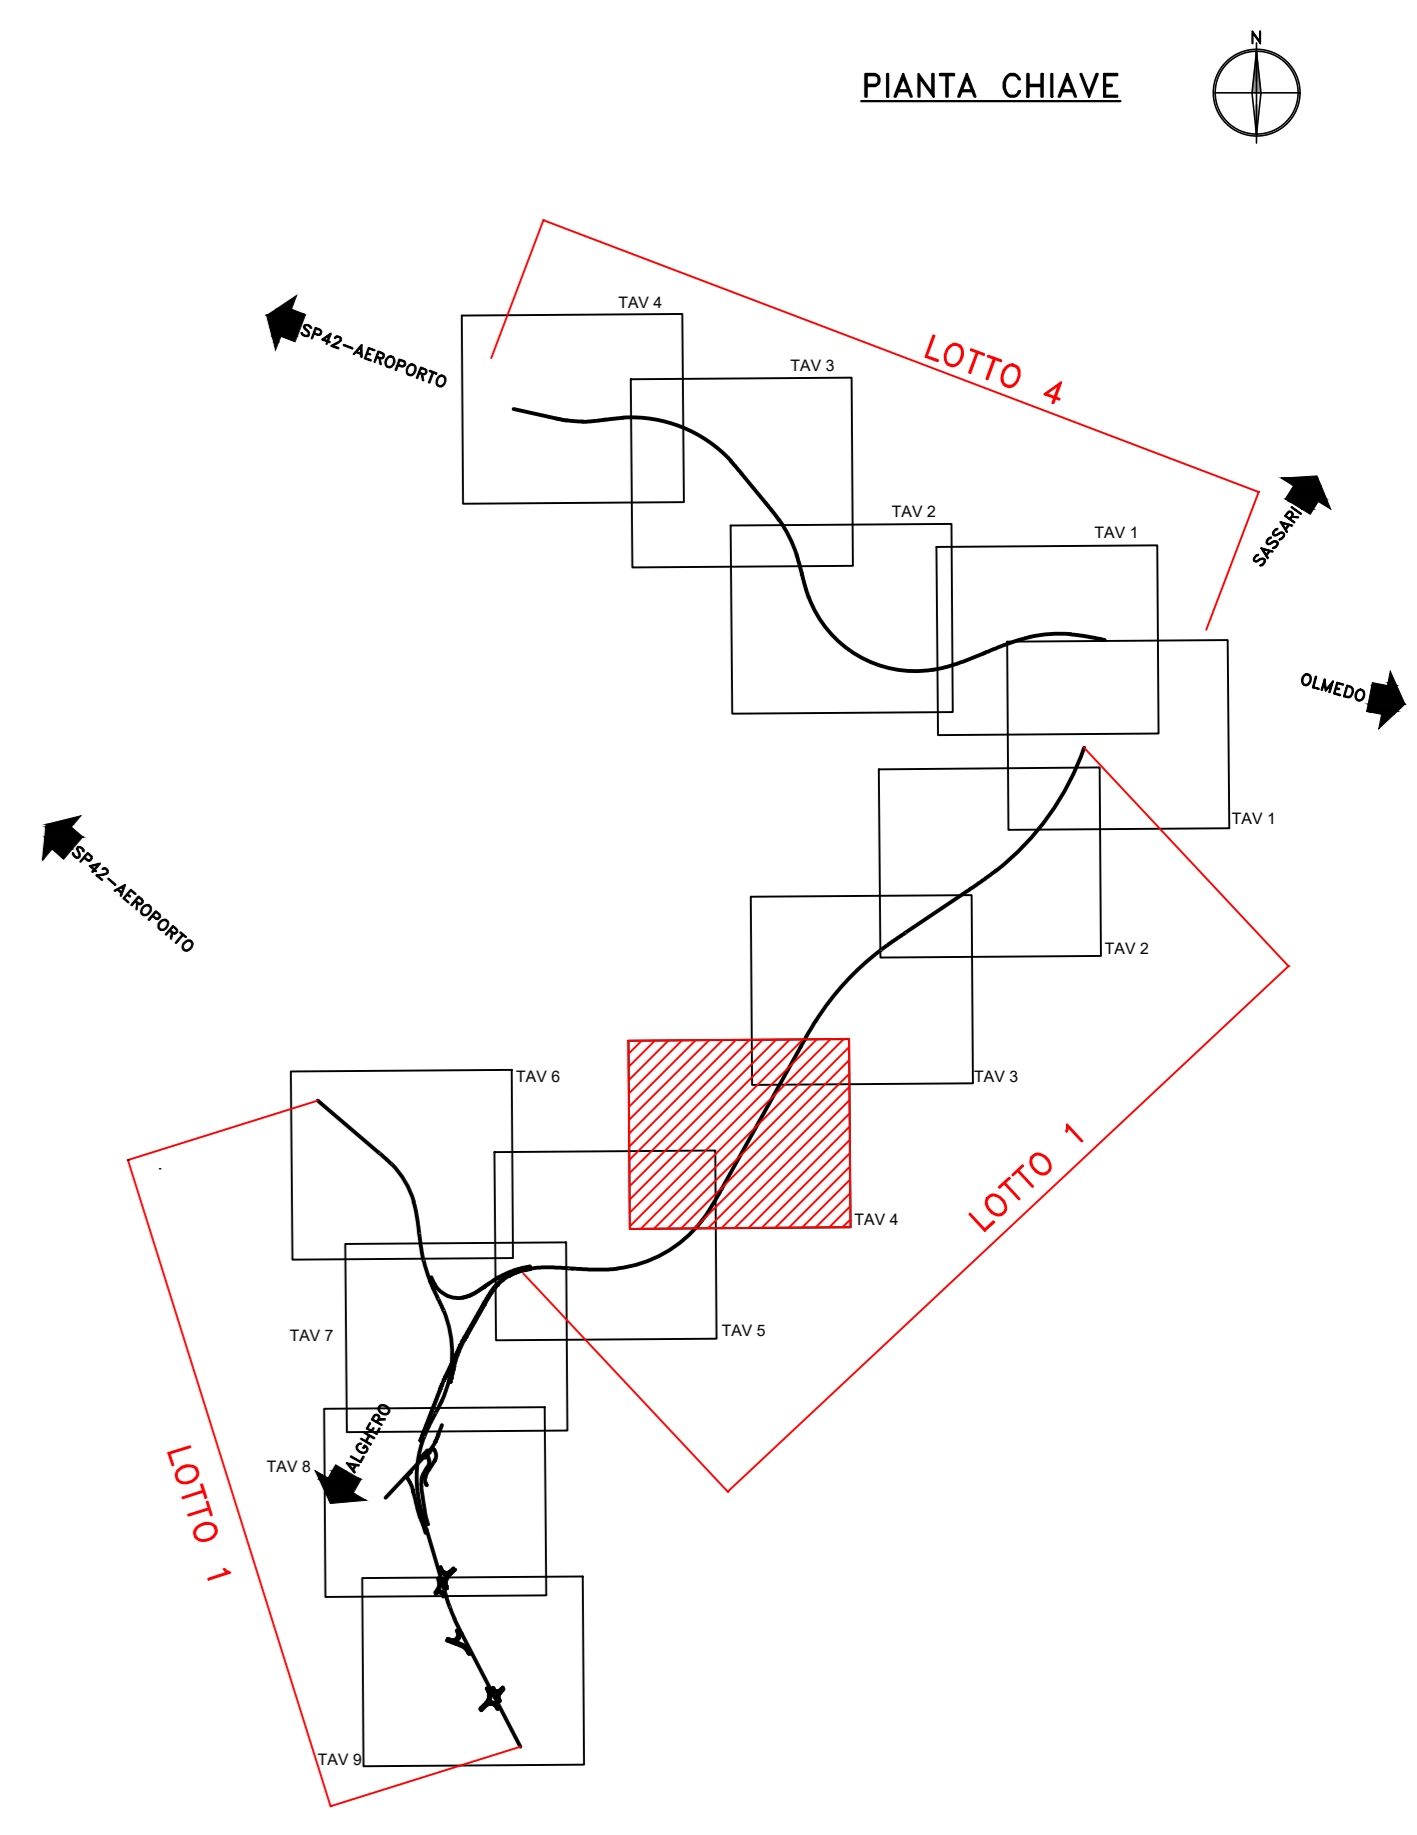 N
PIANTA CHIAVE
TAV 4
SP42-AEROPORTO
TAV 3
LOTTO 4
TAV 2
TAV 1
SASSARI
OLMEDO
TAV 1
SP42-AEROPORTO
TAV 2
TAV 3
TAV 6
LOTTO 1
TAV 4
TAV 5
TAV 7
ALGHERO
TAV 8
LOTTO 1
TAV 9